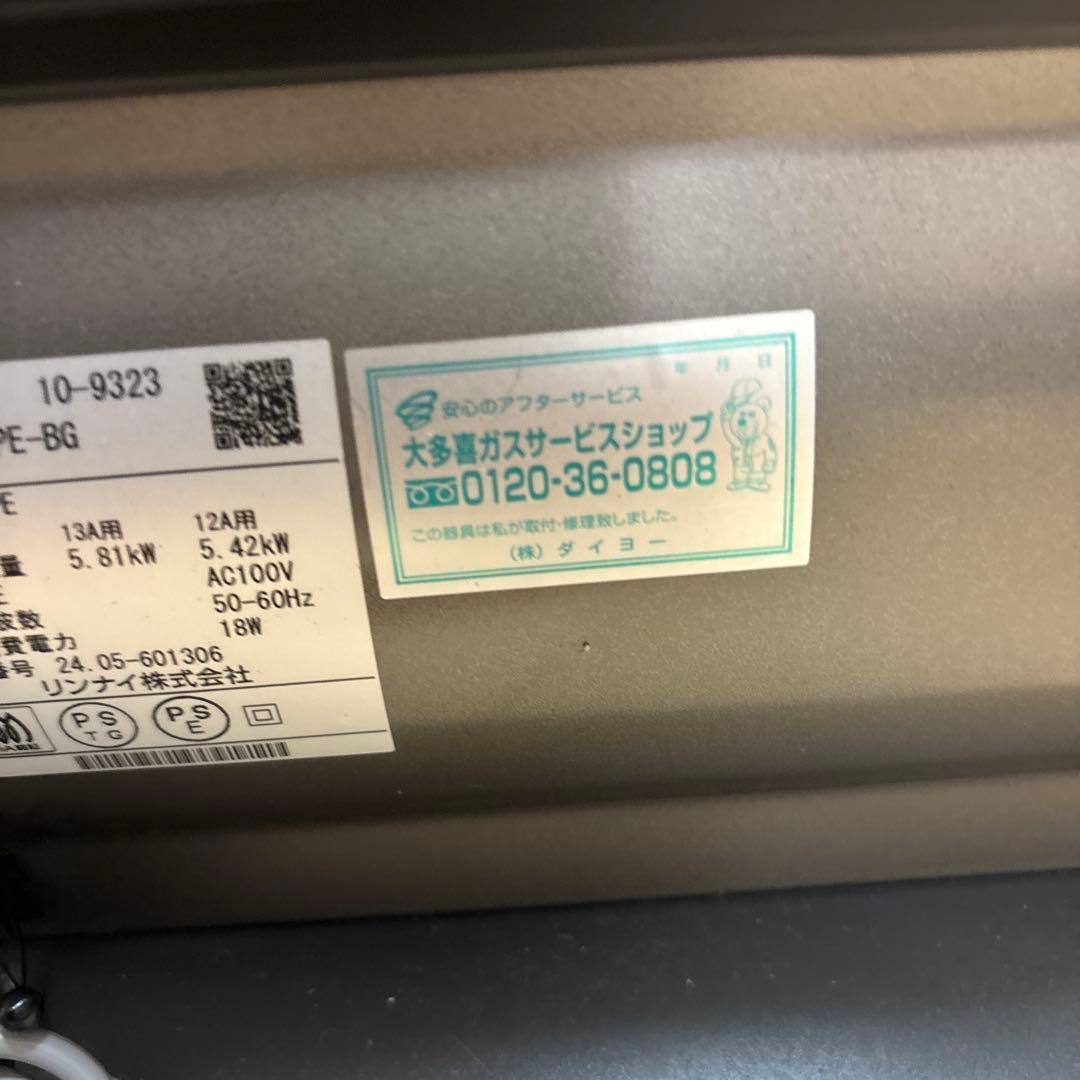 10-9323
PE-BG
PE
13A用 12A用
量 5.81kW 5.42kW
AC100V
波数 50-60Hz
費電力 18W
番号 24.05-601306
リンナイ株式会社
PS
TG
PS
E
年 月 日
安心のアフターサービス
大多喜ガスサービスショップ
0120-36-0808
この器具は私が取付・修理致しました。
(株)ダイヨー